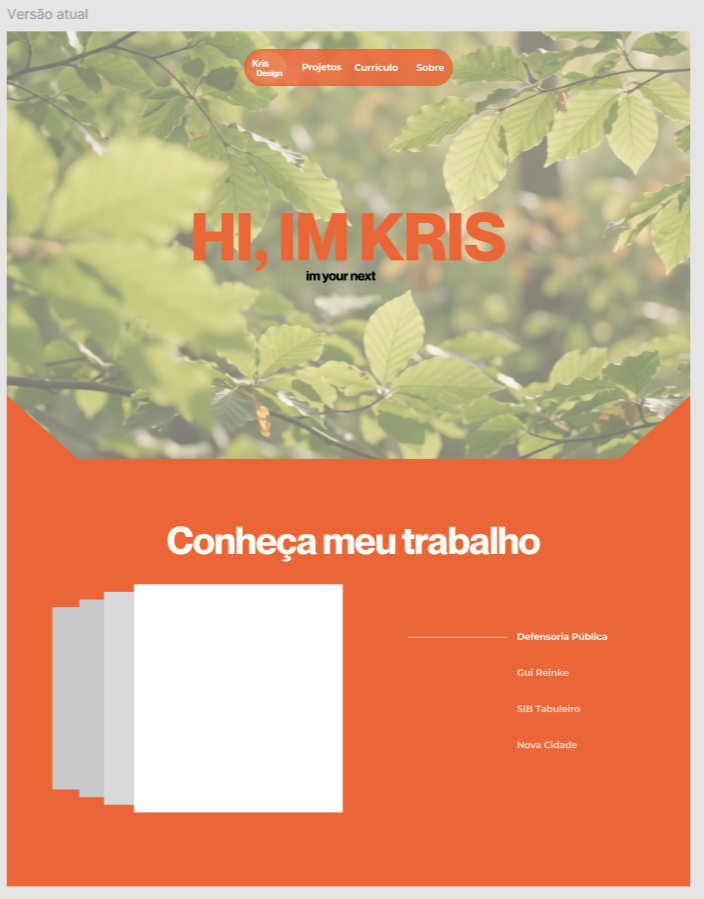 Versão atual
Kris
Design
Projetos
Currículo
Sobre
HI, IM KRIS
im your next
Conheça meu trabalho
Defensoria Pública
Gui Reinke
SIB Tabuleiro
Nova Cidade